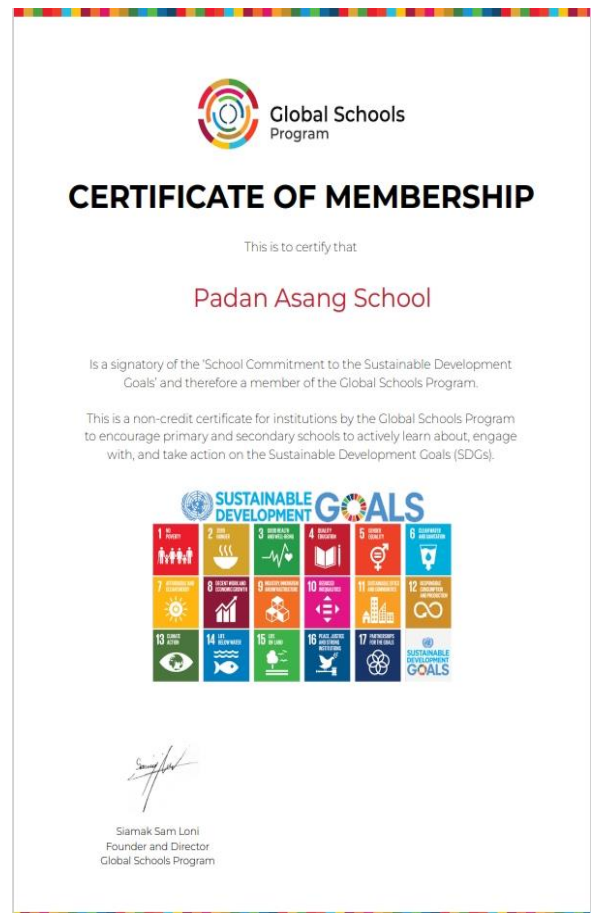 Global Schools
Program
CERTIFICATE OF MEMBERSHIP
This is to certify that
Padan Asang School
Is a signatory of the 'School Commitment to the Sustainable Development
Goals' and therefore a member of the Global Schools Program.
This is a non-credit certificate for institutions by the Global Schools Program
to encourage primary and secondary schools to actively learn about, engage
with, and take action on the Sustainable Development Goals (SDGs).
SUSTAINABLE
DEVELOPMENT GOALS
1 NO
POVERTY
2 ZERO
HUNGER
3 GOOD HEALTH
AND WELL-BEING
4 QUALITY
EDUCATION
5 GENDER
EQUALITY
6 CLEAN WATER
AND SANITATION
7 AFFORDABLE AND
CLEAN ENERGY
8 DECENT WORK AND
ECONOMIC GROWTH
9 INDUSTRY, INNOVATION
AND INFRASTRUCTURE
10 REDUCED
INEQUALITIES
11 SUSTAINABLE CITIES
AND COMMUNITIES
12 RESPONSIBLE
CONSUMPTION
AND PRODUCTION
13 CLIMATE
ACTION
14 LIFE
BELOW WATER
15 LIFE
ON LAND
16 PEACE, JUSTICE
AND STRONG
INSTITUTIONS
17 PARTNERSHIPS
FOR THE GOALS
SUSTAINABLE
DEVELOPMENT
GOALS
Siamak Sam Loni
Founder and Director
Global Schools Program